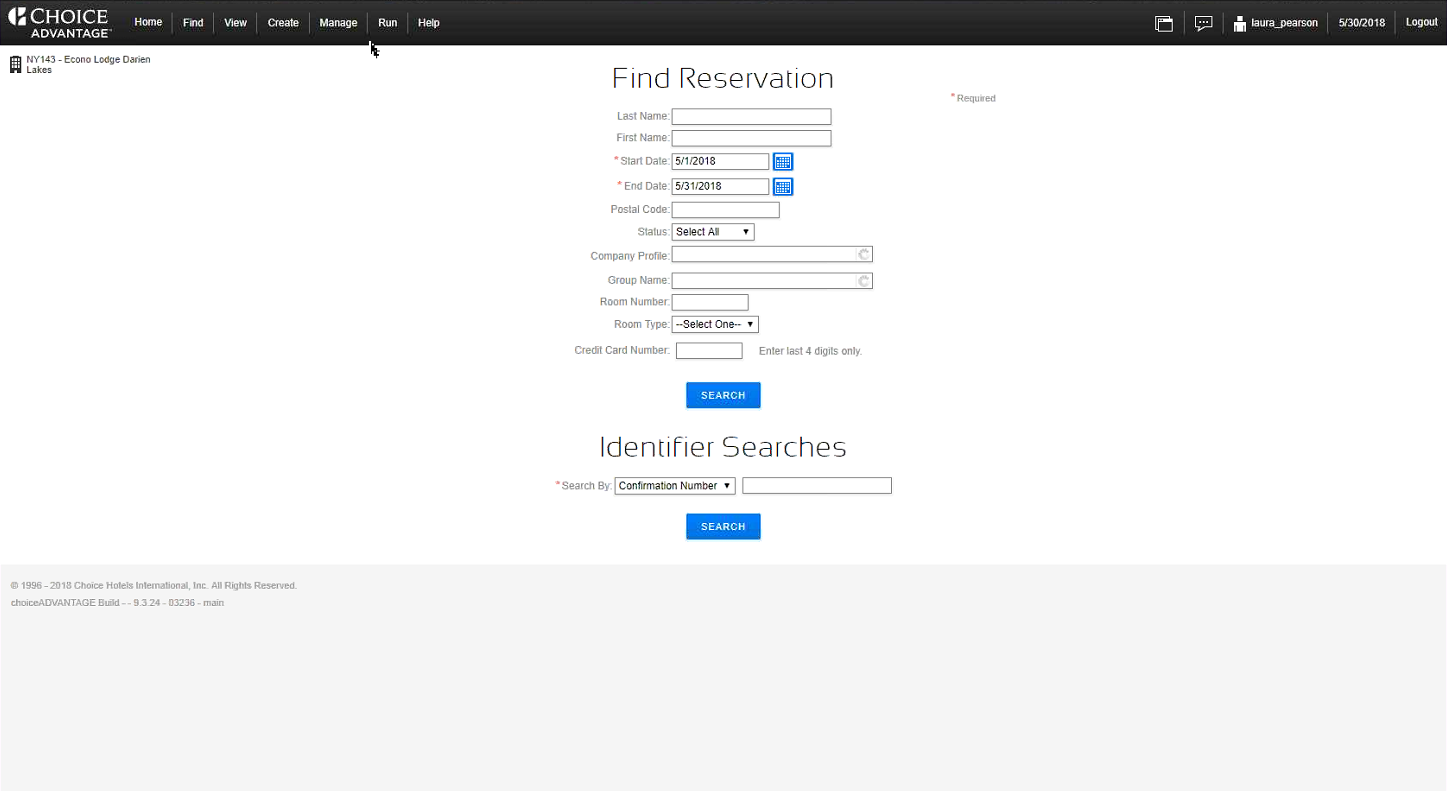 CHOICE
ADVANTAGE™
Home Find View Create Manage Run Help
laura_pearson 5/30/2018 Logout
NY143 - Econo Lodge Darien
Lakes
Find Reservation
* Required
Last Name:
First Name:
* Start Date: 5/1/2018
* End Date: 5/31/2018
Postal Code:
Status: Select All
Company Profile:
Group Name:
Room Number:
Room Type: --Select One--
Credit Card Number: Enter last 4 digits only.
SEARCH
Identifier Searches
* Search By: Confirmation Number
SEARCH
© 1996 - 2018 Choice Hotels International, Inc. All Rights Reserved.
choiceADVANTAGE Build - - 9.3.24 - 03236 - main